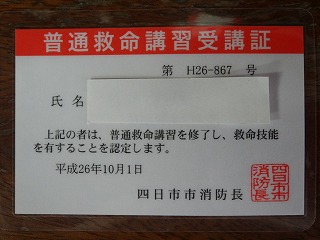 普通救命講習受講証
第 H26-867 号
氏名
上記の者は、普通救命講習を修了し、救命技能
を有することを認定します。
平成26年10月1日
四日市市消防長
四日市市
消防長